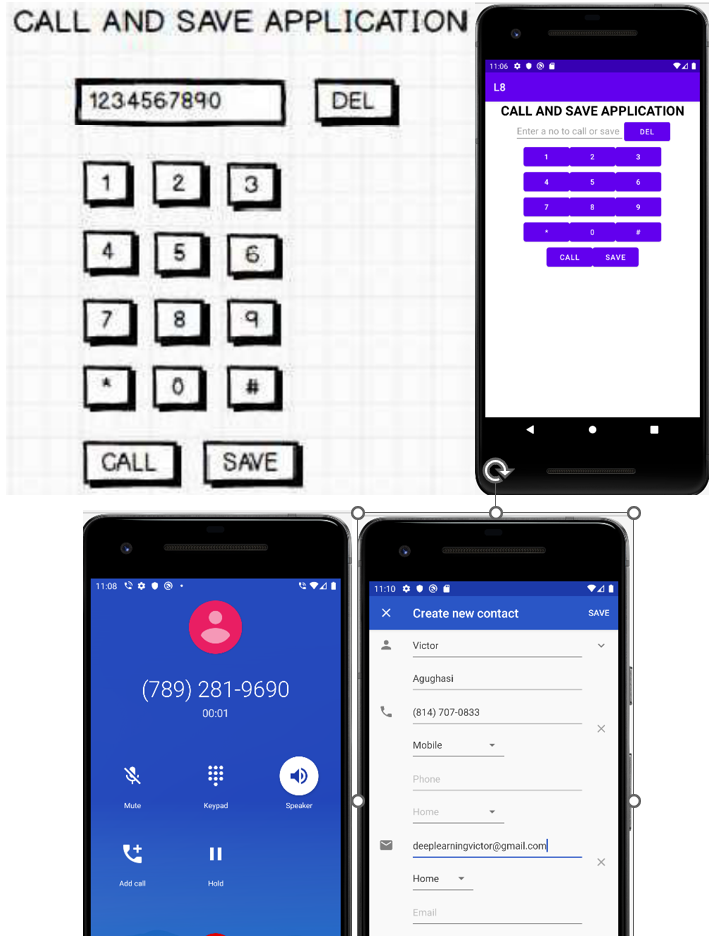 CALL AND SAVE APPLICATION
1234567890 DEL
1 2 3
4 5 6
7 8 9
* 0 #
CALL SAVE
11:06
L8
CALL AND SAVE APPLICATION
Enter a no to call or save DEL
1 2 3
4 5 6
7 8 9
* 0 #
CALL SAVE
11:08
(789) 281-9690
00:01
Mute Keypad Speaker
Add call Hold
11:10
Create new contact SAVE
Victor
Agughasi
(814) 707-0833
Mobile
Phone
Home
deeplearningvictor@gmail.com
Home
Email